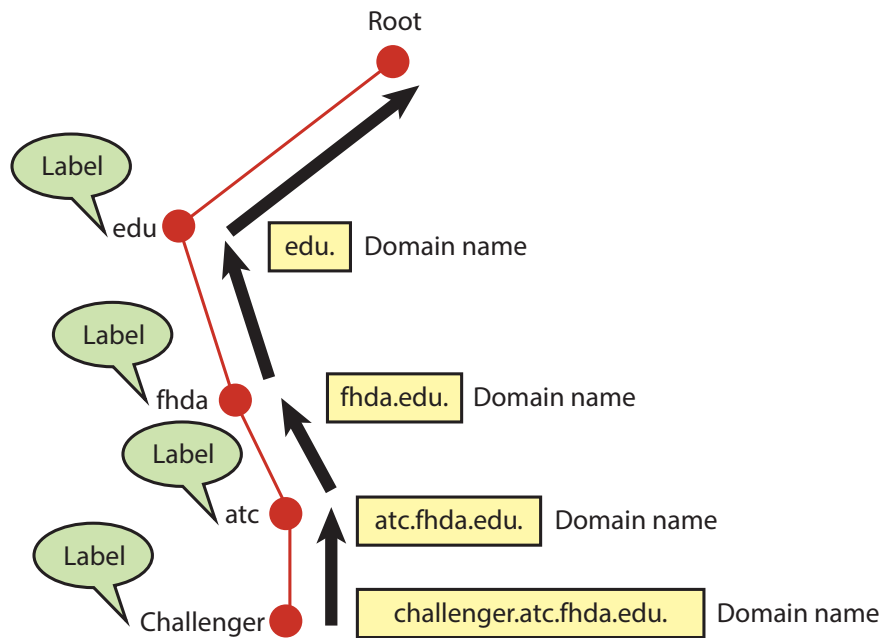 Root
Label
edu
edu. Domain name
Label
fhda
fhda.edu. Domain name
Label
atc
atc.fhda.edu. Domain name
Label
Challenger
challenger.atc.fhda.edu. Domain name